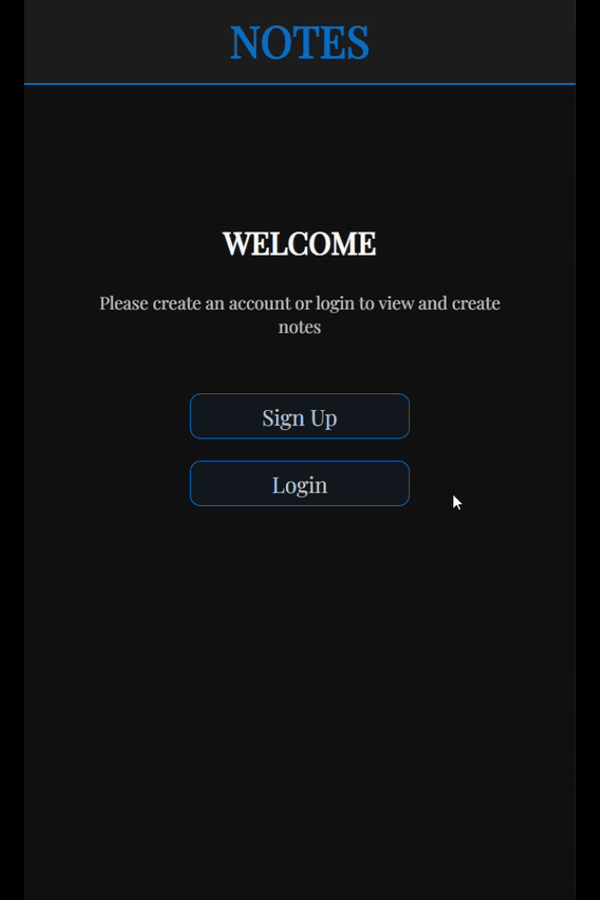 NOTES
WELCOME
Please create an account or login to view and create
notes
Sign Up
Login